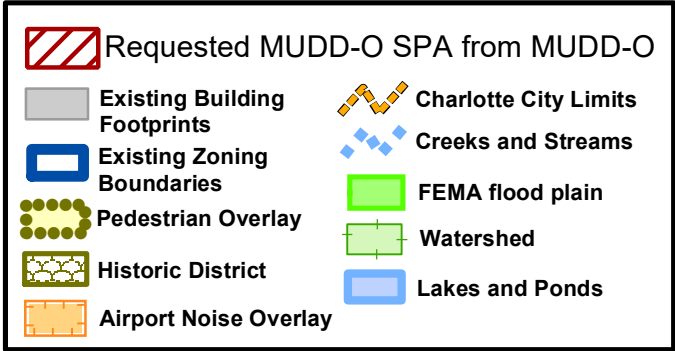 Requested MUDD-O SPA from MUDD-O
Existing Building
Footprints
Existing Zoning
Boundaries
Pedestrian Overlay
Historic District
Airport Noise Overlay
Charlotte City Limits
Creeks and Streams
FEMA flood plain
Watershed
Lakes and Ponds